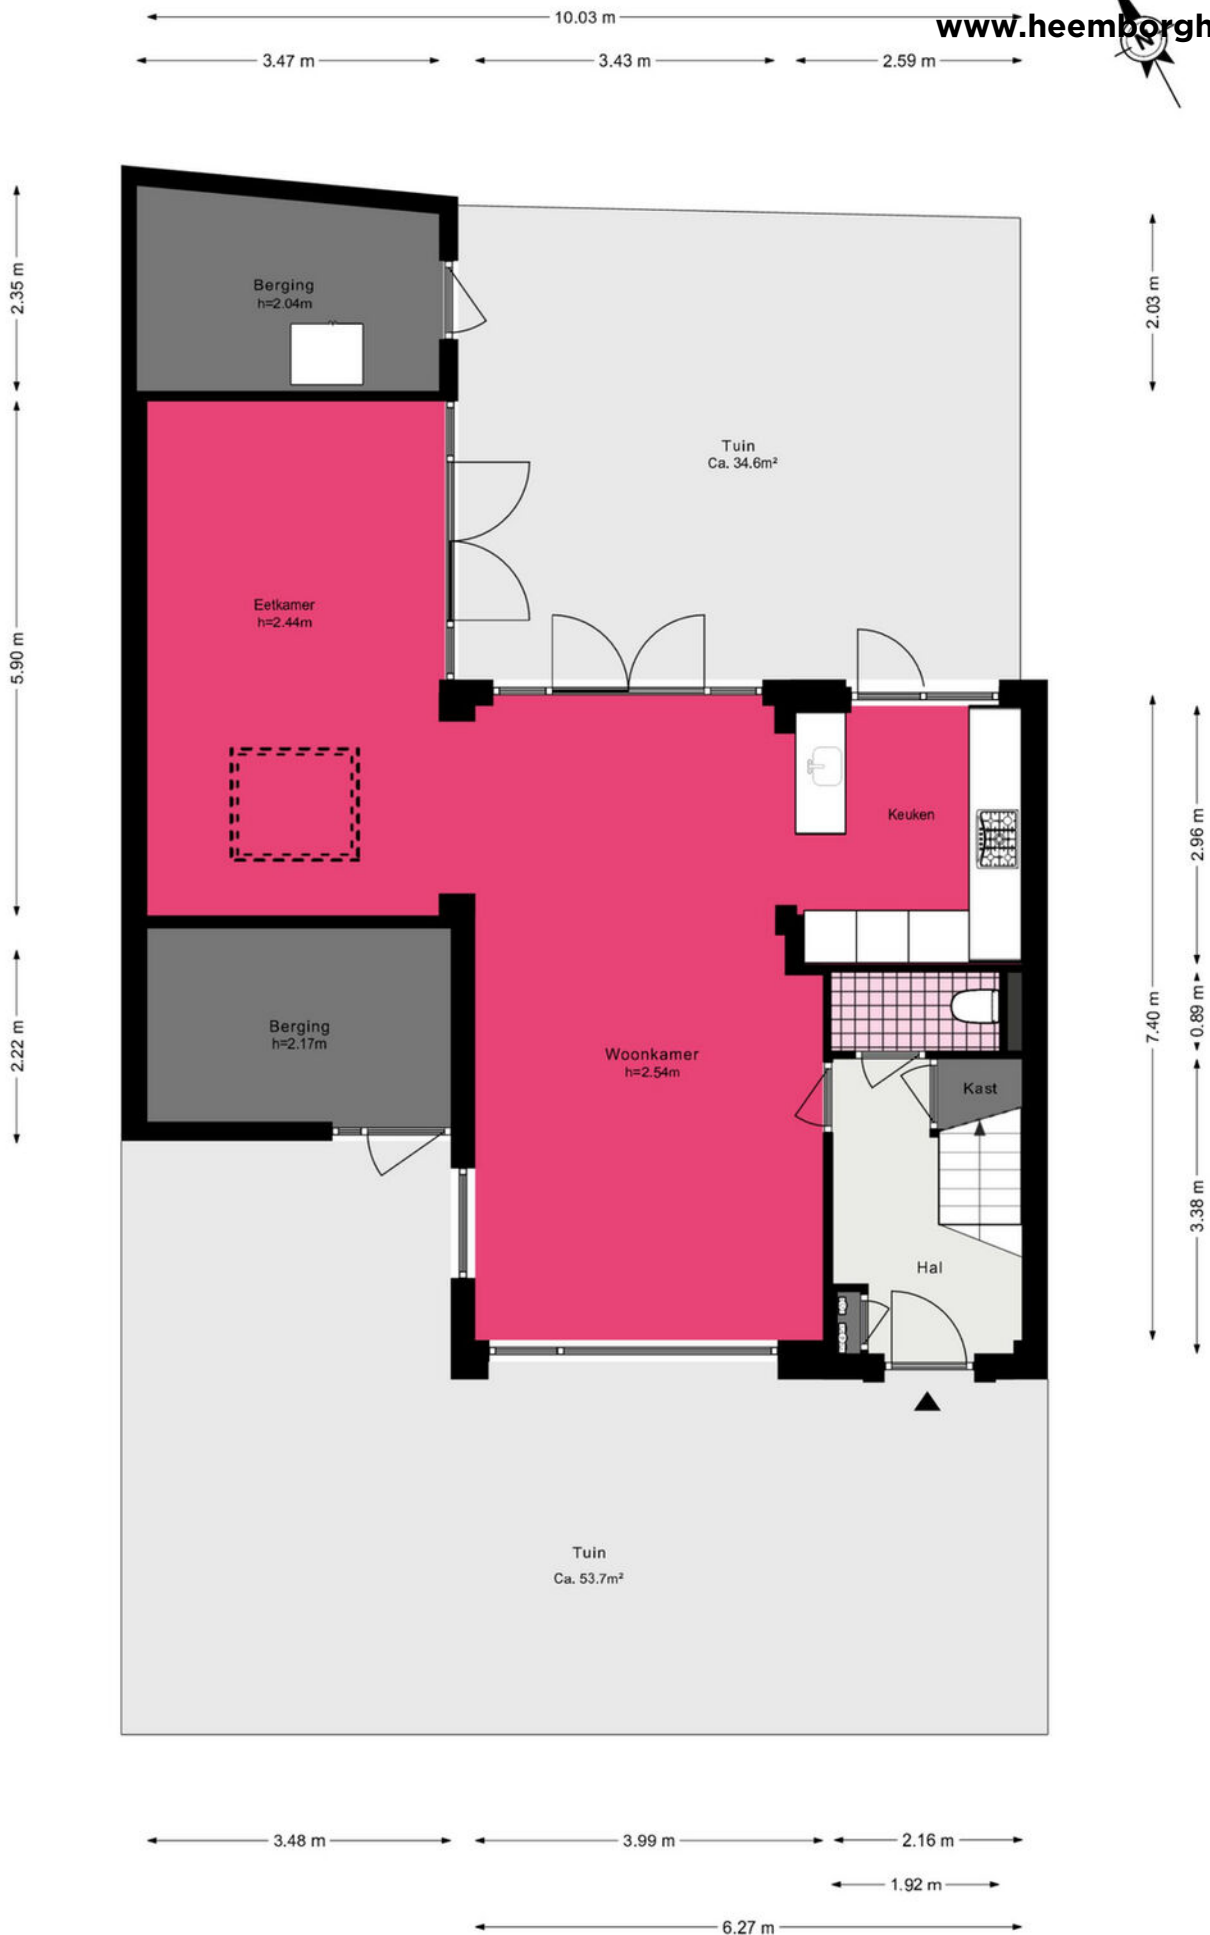 10.03 m
www.heemborgh
N
3.47 m
3.43 m
2.59 m
2.35 m
2.03 m
Berging
h=2.04m
Tuin
Ca. 34.6m²
Eetkamer
h=2.44m
5.90 m
Keuken
2.96 m
Berging
h=2.17m
2.22 m
Woonkamer
h=2.54m
7.40 m
0.89 m
Kast
3.38 m
Hal
Tuin
Ca. 53.7m²
3.48 m
3.99 m
2.16 m
1.92 m
6.27 m